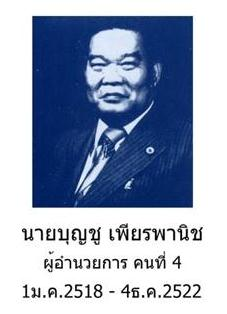 นายบุญชู เพียรพานิช
ผู้อำนวยการ คนที่ 4
1ม.ค.2518 - 4ธ.ค.2522